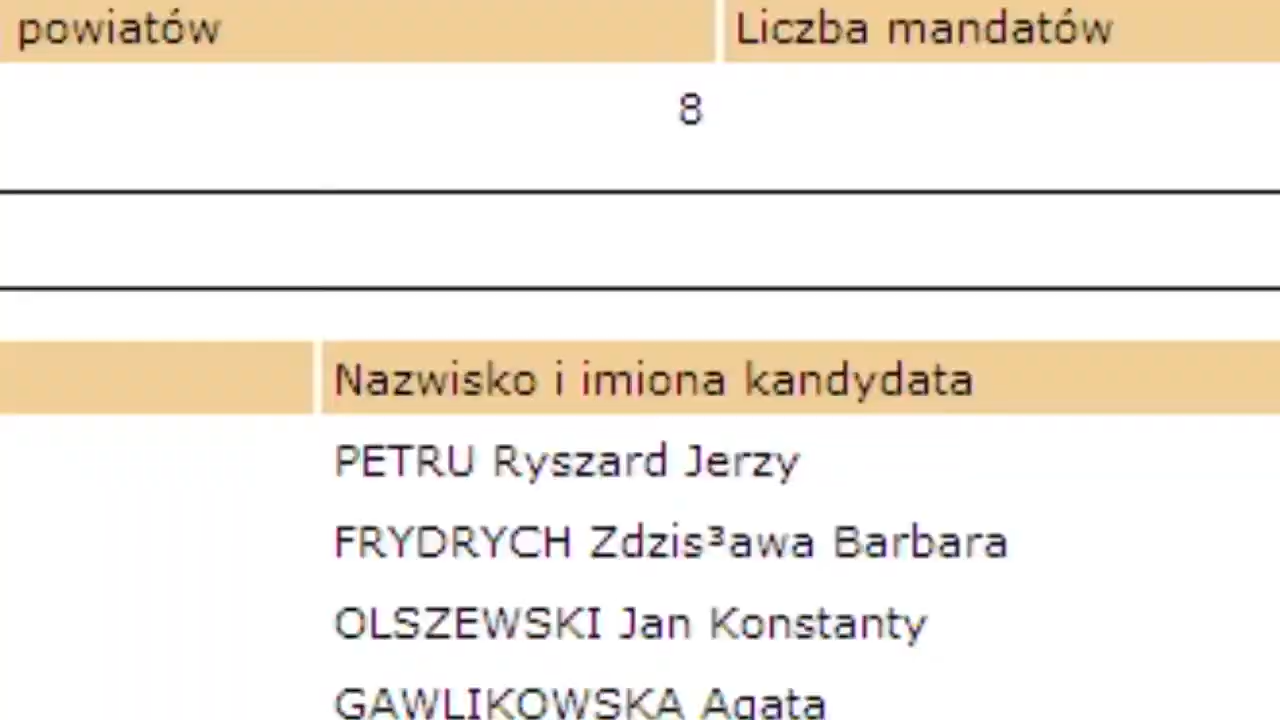 powiatów Liczba mandatów
8
Nazwisko i imiona kandydata
PETRU Ryszard Jerzy
FRYDRYCH Zdzis³awa Barbara
OLSZEWSKI Jan Konstanty
GAWLIKOWSKA Agata